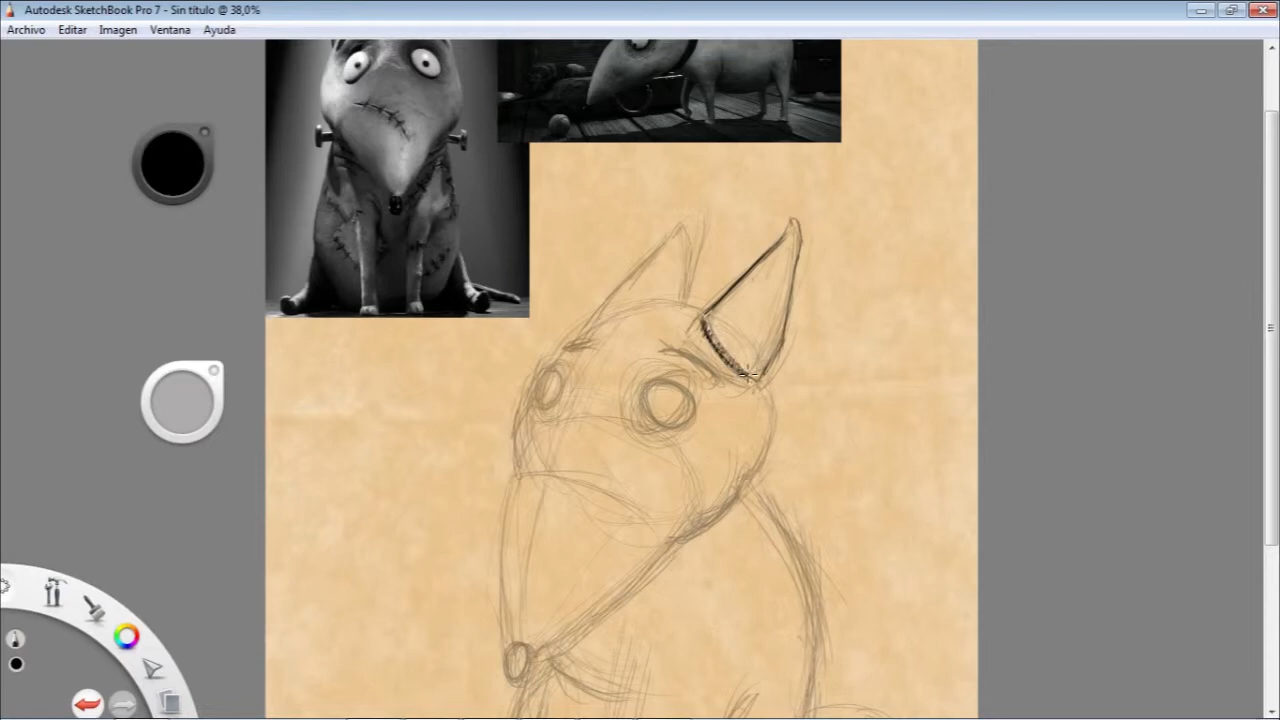 Autodesk SketchBook Pro 7 - Sin título @ 38,0%
Archivo Editar Imagen Ventana Ayuda